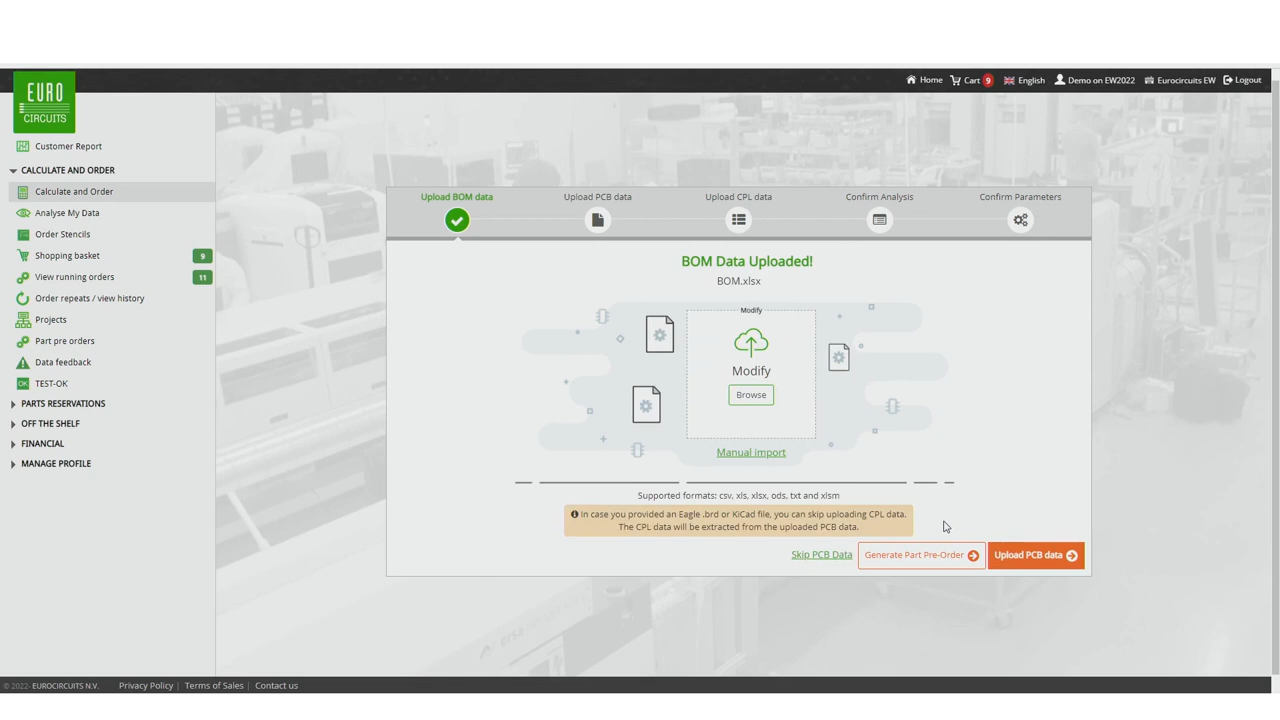 Home
Cart 9
English
Demo on EW2022
Eurocircuits EW
Logout
EURO
CIRCUITS
Customer Report
CALCULATE AND ORDER
Calculate and Order
Analyse My Data
Order Stencils
Shopping basket 9
View running orders 11
Order repeats / view history
Projects
Part pre orders
Data feedback
OK TEST-OK
PARTS RESERVATIONS
OFF THE SHELF
FINANCIAL
MANAGE PROFILE
Upload BOM data
Upload PCB data
Upload CPL data
Confirm Analysis
Confirm Parameters
BOM Data Uploaded!
BOM.xlsx
Modify
Modify
Browse
Manual import
Supported formats: csv, xls, xlsx, ods, txt and xlsm
In case you provided an Eagle .brd or KiCad file, you can skip uploading CPL data.
The CPL data will be extracted from the uploaded PCB data.
Skip PCB Data
Generate Part Pre-Order
Upload PCB data
© 2022- EUROCIRCUITS N.V.
Privacy Policy | Terms of Sales | Contact us